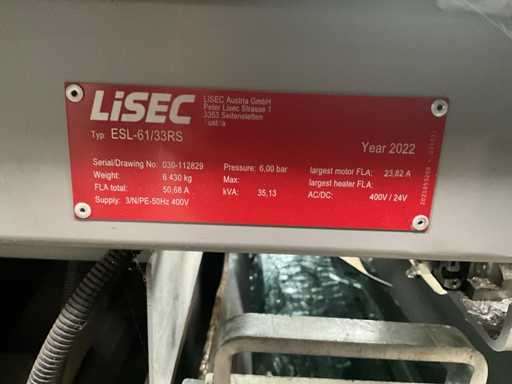 LiSEC
LiSEC Austria GmbH
Peter Lisec Strasse 1
3353 Seitenstetten
Typ: ESL-61/33RS
Year 2022
Serial/Drawing No: 030-112829
Weight: 6.430 kg
FLA total: 50,68 A
Supply: 3/N/PE-50Hz 400V
Pressure: 6,00 bar
Max:
kVA: 35,13
largest motor FLA: 23,82 A
largest heater FLA:
AC/DC: 400V / 24V